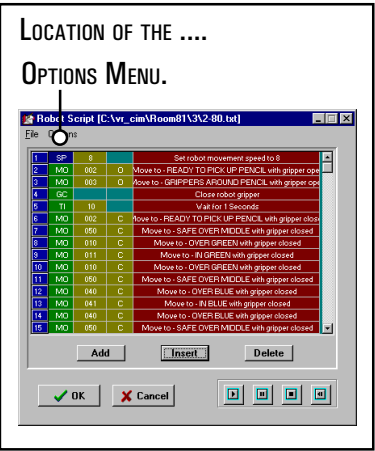 Location of the ....
Options Menu.
Robot Script [C:\vr_cim\Room81\3\2-80.txt]
File Options
1 SP 8 Set robot movement speed to 8
2 MO 002 O Move to - READY TO PICK UP PENCIL with gripper ope
3 MO 003 O Move to - GRIPPERS AROUND PENCIL with gripper ope
4 GC Close robot gripper
5 TI 10 Wait for 1 Seconds
6 MO 002 C Move to - READY TO PICK UP PENCIL with gripper close
7 MO 050 C Move to - SAFE OVER MIDDLE with gripper closed
8 MO 010 C Move to - OVER GREEN with gripper closed
9 MO 011 C Move to - IN GREEN with gripper closed
10 MO 010 C Move to - OVER GREEN with gripper closed
11 MO 050 C Move to - SAFE OVER MIDDLE with gripper closed
12 MO 040 C Move to - OVER BLUE with gripper closed
13 MO 041 C Move to - IN BLUE with gripper closed
14 MO 040 C Move to - OVER BLUE with gripper closed
15 MO 050 C Move to - SAFE OVER MIDDLE with gripper closed
Add Insert Delete
OK Cancel